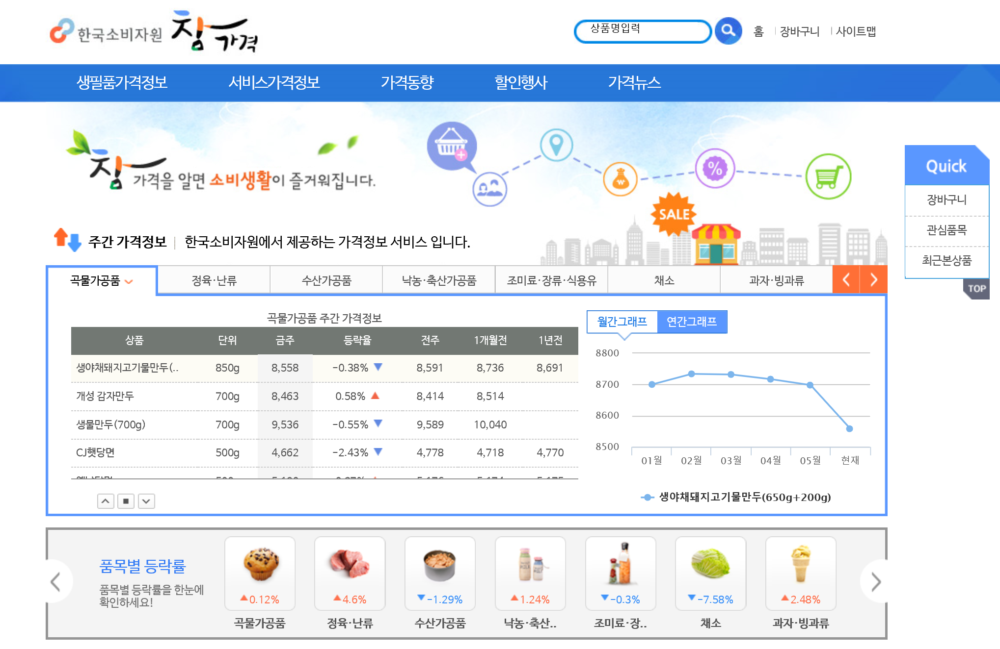 한국소비자원 참가격
상품명입력
홈 장바구니 사이트맵
생필품가격정보 서비스가격정보 가격동향 할인행사 가격뉴스
참가격을 알면 소비생활이 즐거워집니다.
%
₩
SALE
Quick
장바구니
관심품목
최근본상품
TOP
주간 가격정보 한국소비자원에서 제공하는 가격정보 서비스 입니다.
곡물가공품 정육·난류 수산가공품 낙농·축산가공품 조미료·장류·식용유 채소 과자·빙과류
곡물가공품 주간 가격정보
상품 단위 금주 등락율 전주 1개월전 1년전
생야채돼지고기물만두(.. 850g 8,558 -0.38% ▼ 8,591 8,736 8,691
개성 감자만두 700g 8,463 0.58% ▲ 8,414 8,514
생물만두(700g) 700g 9,536 -0.55% ▼ 9,589 10,040
CJ햇당면 500g 4,662 -2.43% ▼ 4,778 4,718 4,770
월간그래프 연간그래프
8800
8700
8600
8500
01월 02월 03월 04월 05월 현재
생야채돼지고기물만두(650g+200g)
품목별 등락률
품목별 등락률을 한눈에
확인하세요!
MILK MILK
▲0.12% ▲4.6% ▼-1.29% ▲1.24% ▼-0.3% ▼-7.58% ▲2.48%
곡물가공품 정육·난류 수산가공품 낙농·축산.. 조미료·장.. 채소 과자·빙과류